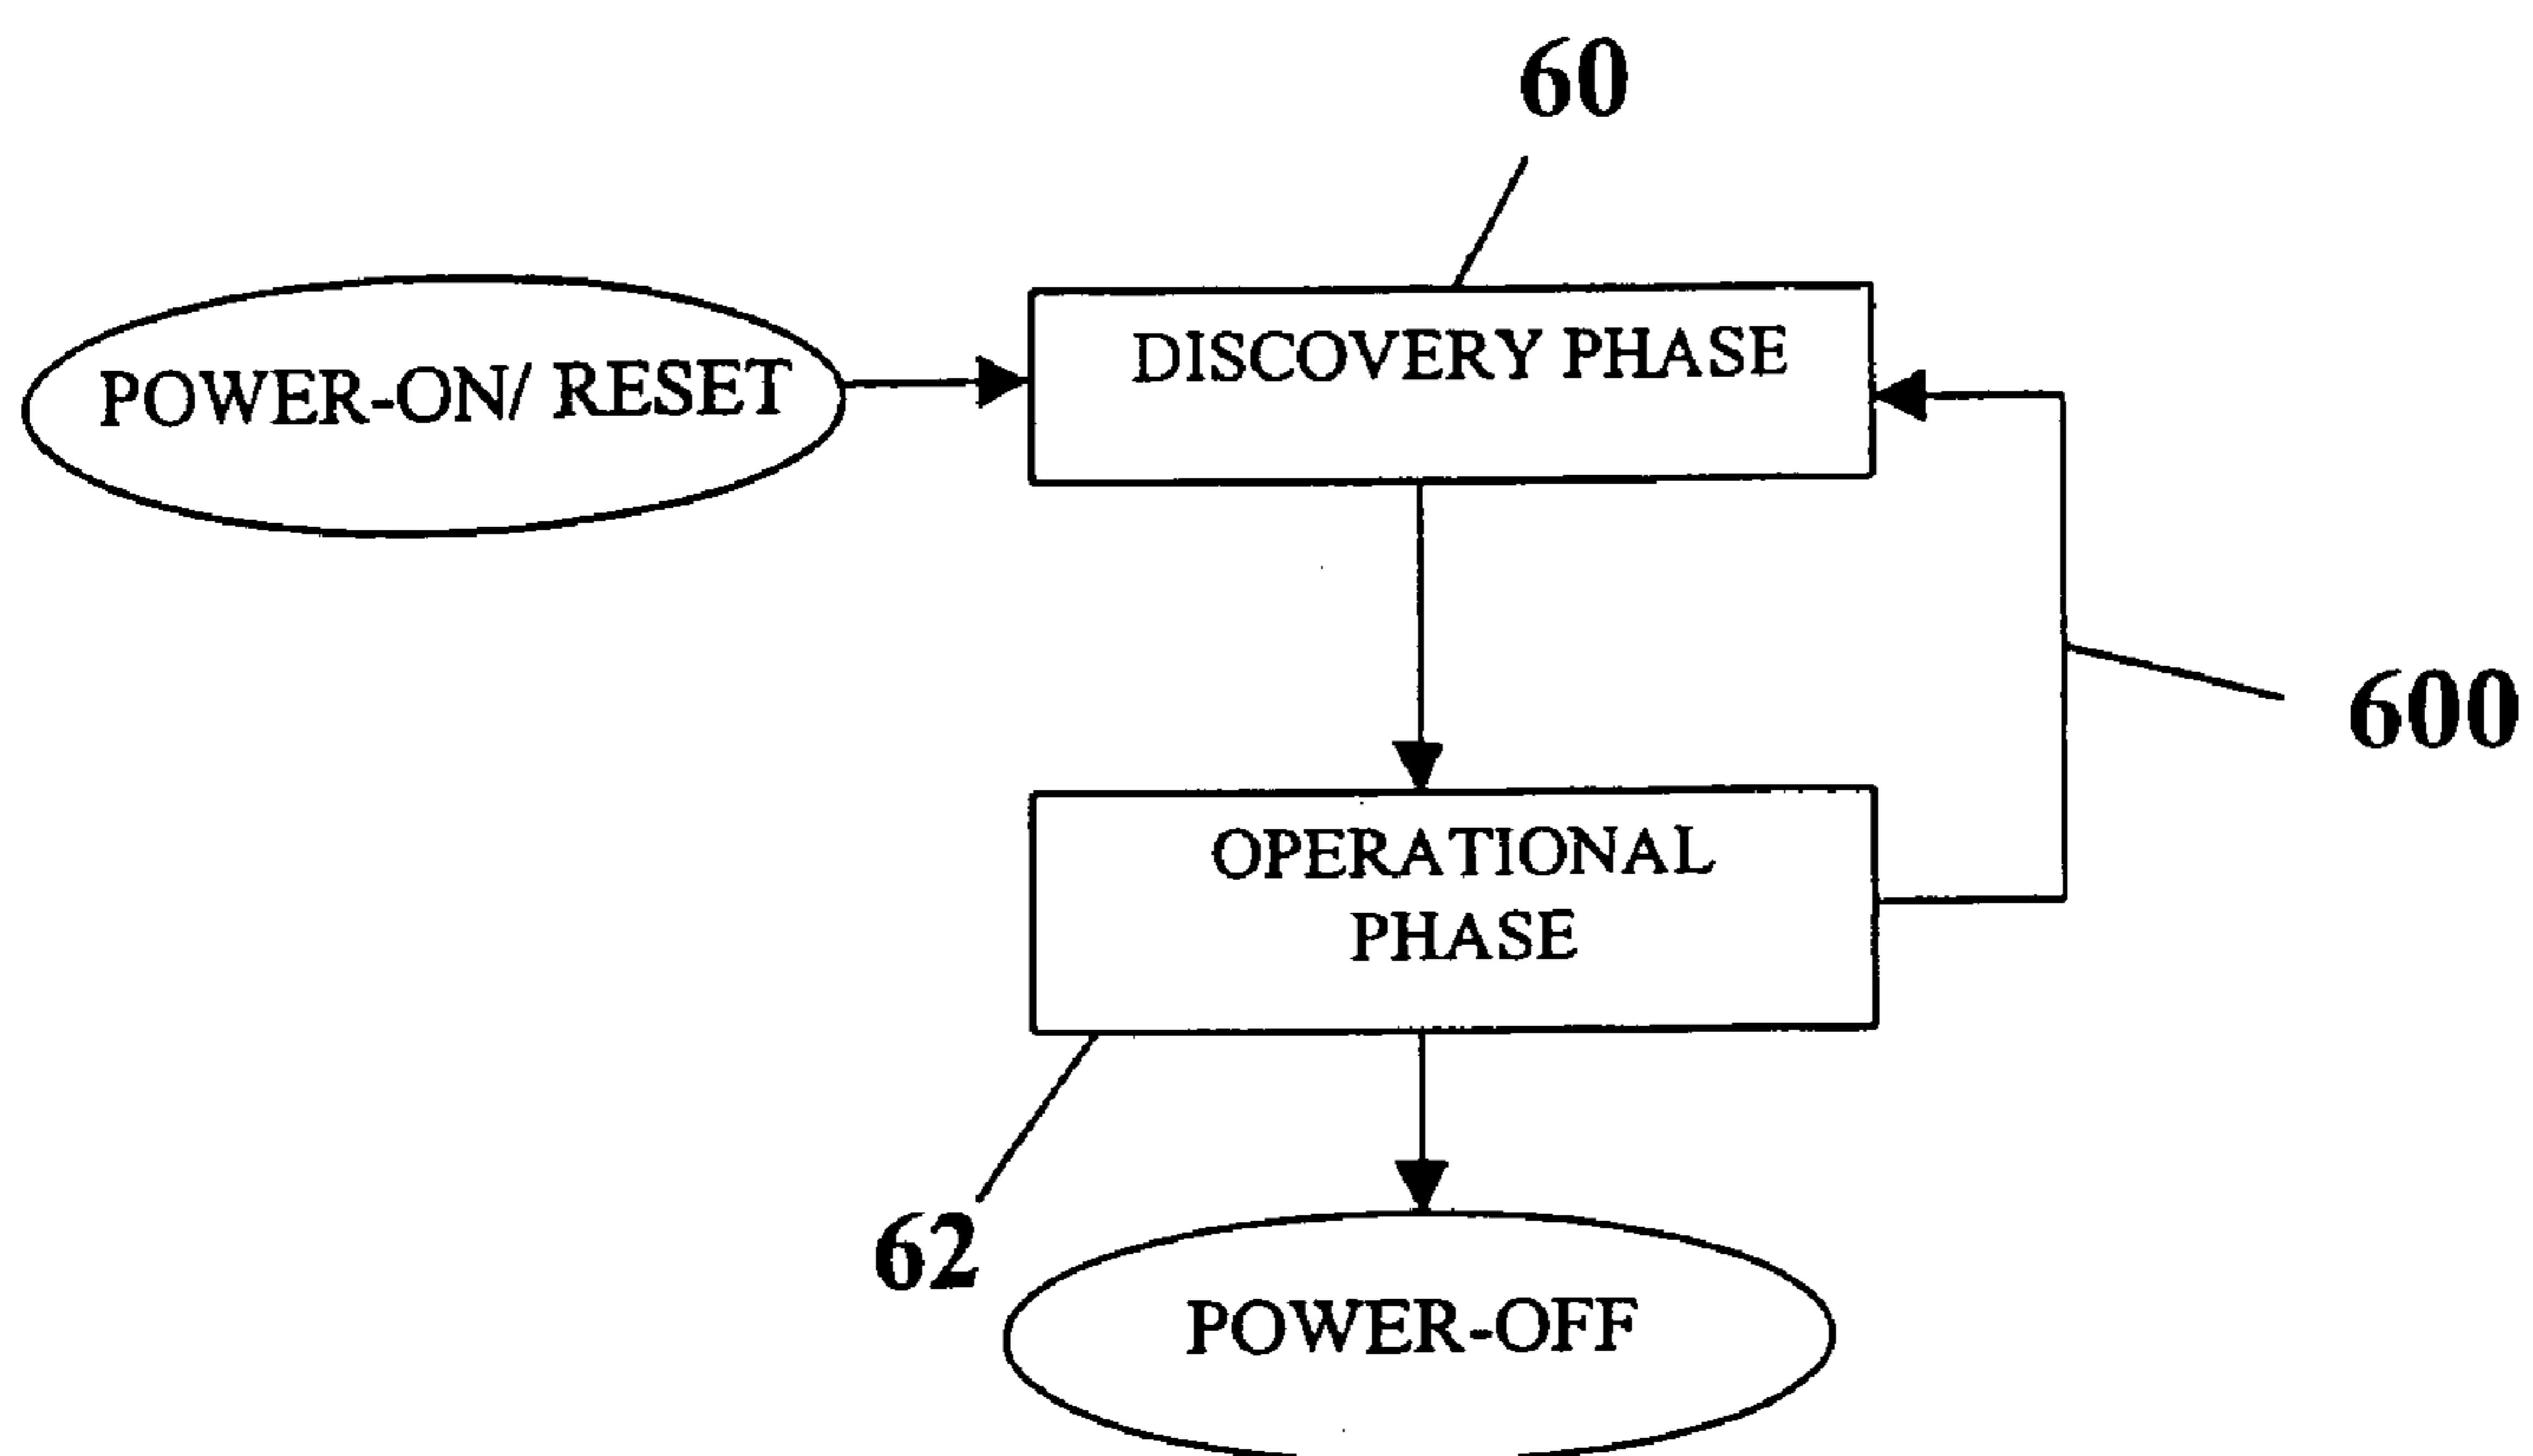 60
DISCOVERY PHASE
POWER-ON/ RESET
600
OPERATIONAL
PHASE
62
POWER-OFF